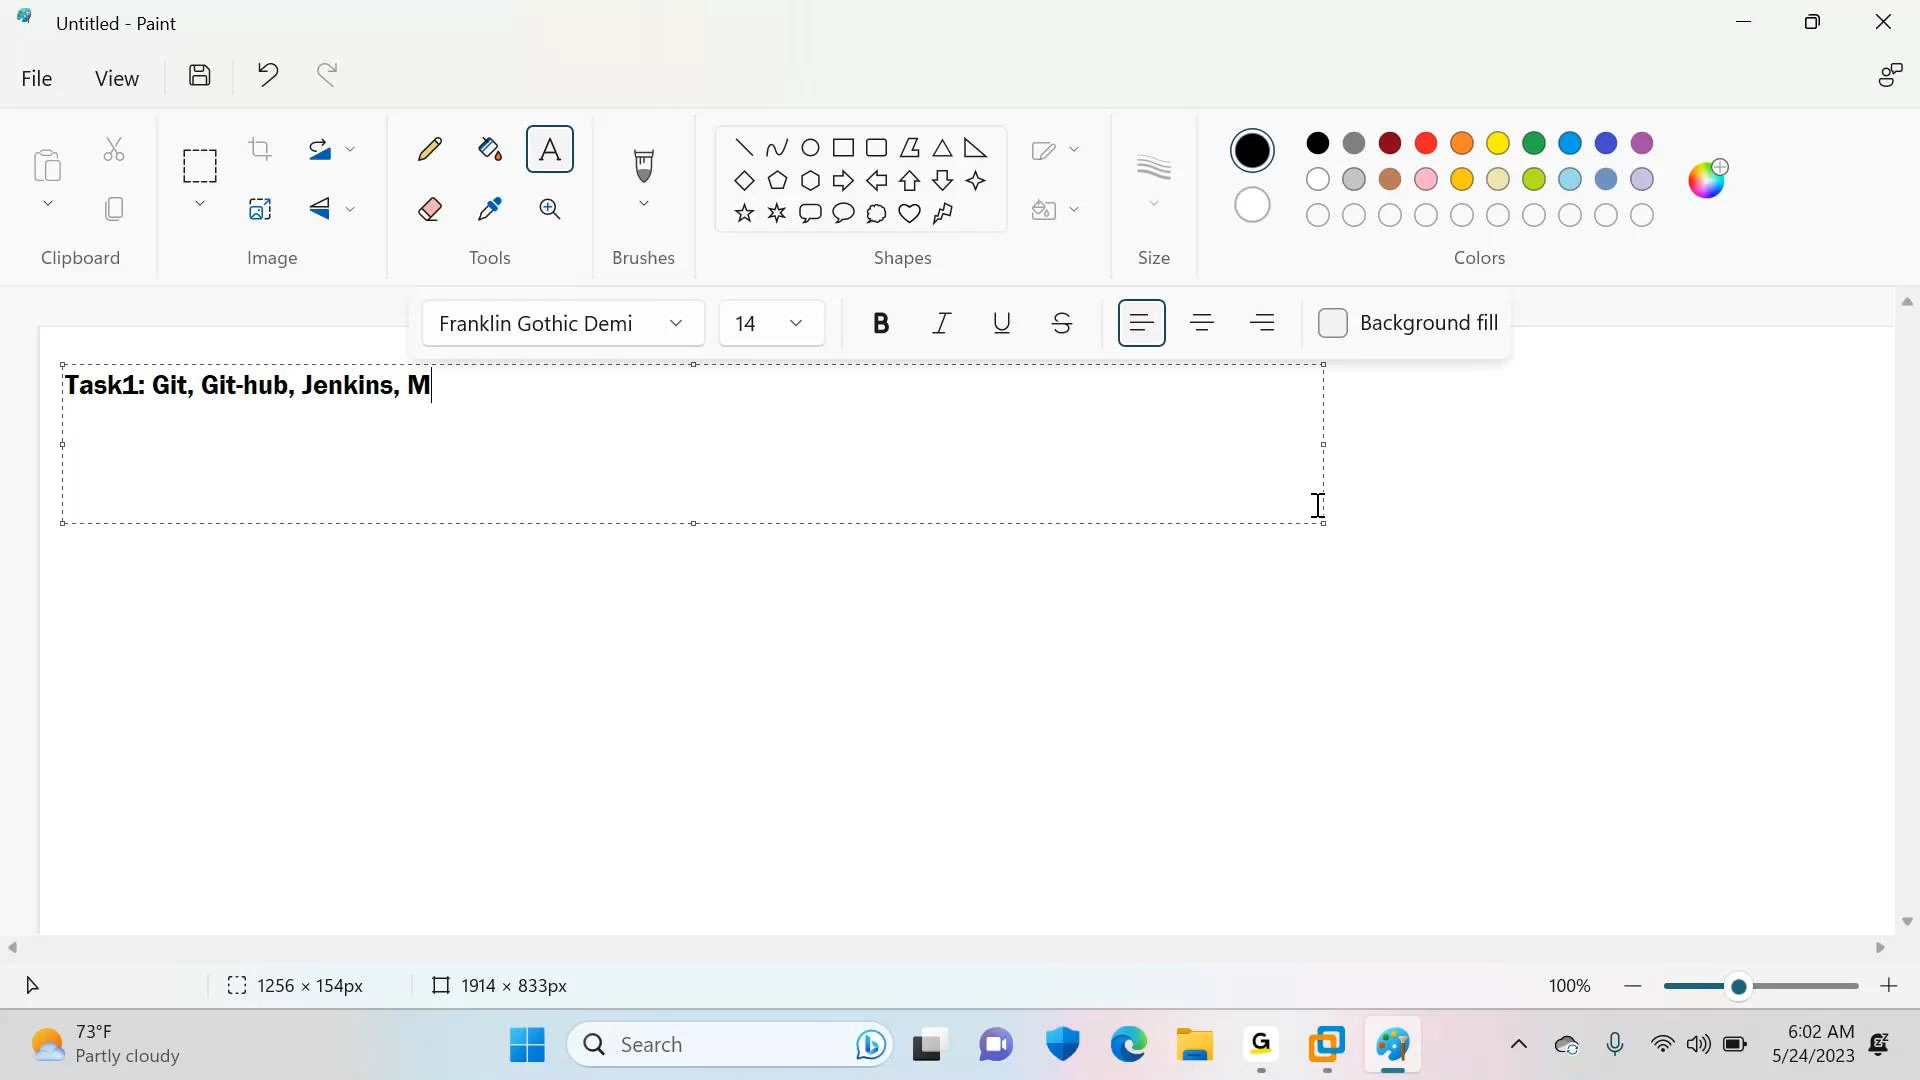 Untitled - Paint
File View
Clipboard Image Tools Brushes Shapes Size Colors
Franklin Gothic Demi 14 B I U S Background fill
Task1: Git, Git-hub, Jenkins, M
1256 × 154px 1914 × 833px 100%
73°F
Partly cloudy
Search
6:02 AM
5/24/2023